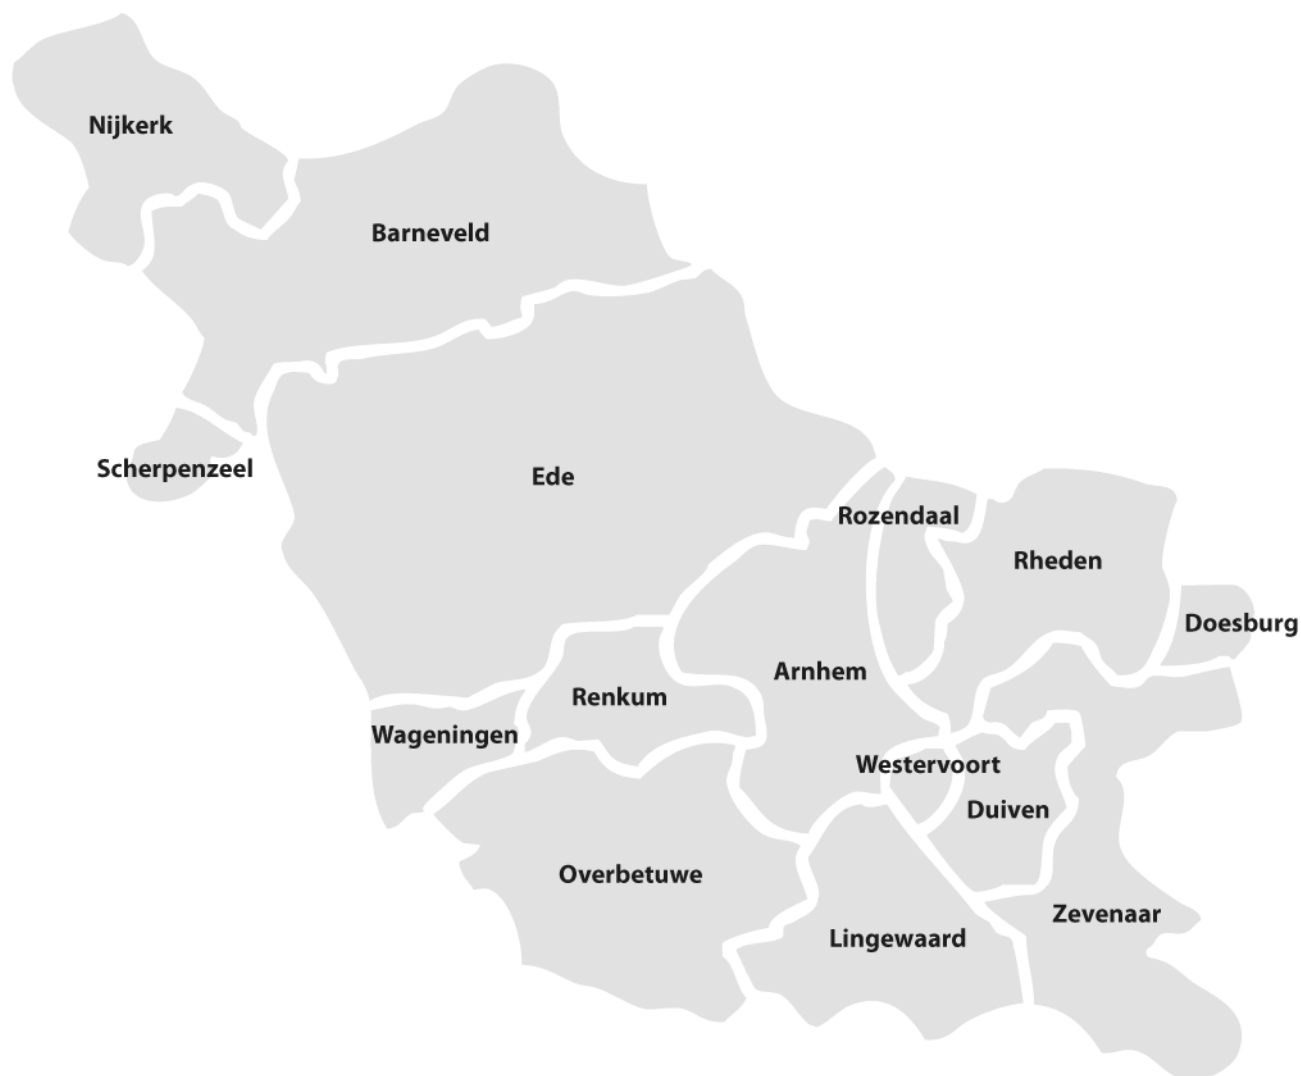 Nijkerk
Barneveld
Scherpenzeel
Ede
Rozendaal
Rheden
Doesburg
Arnhem
Renkum
Wageningen
Westervoort
Duiven
Overbetuwe
Zevenaar
Lingewaard